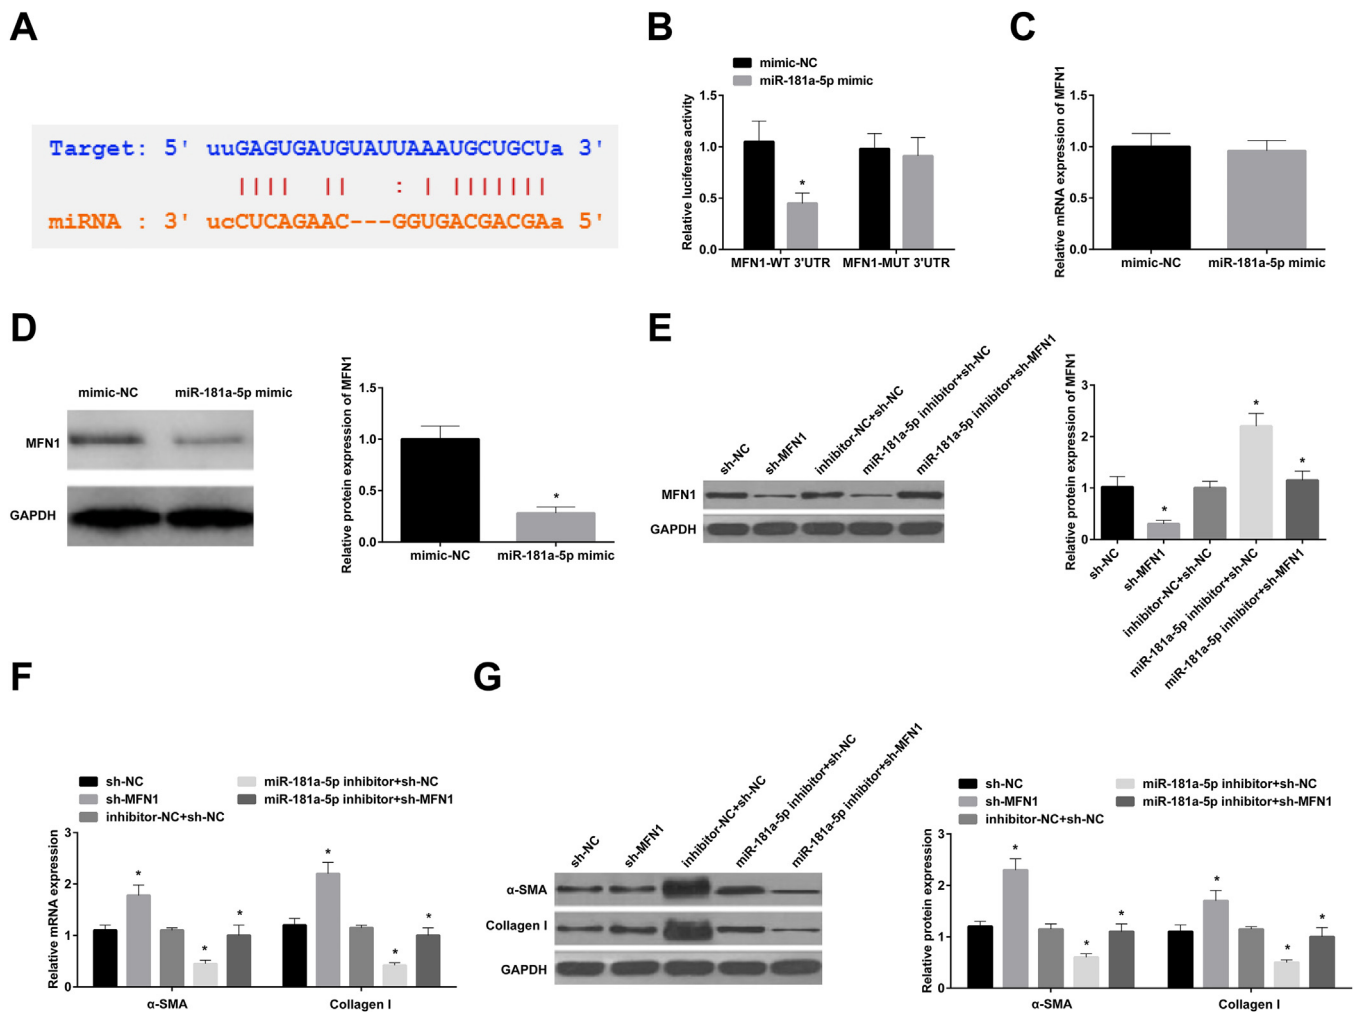 A
Target: 5' uuGAGUGAUGUAUUAAAUGCUGCUa 3'
|||| || : | |||||||
miRNA : 3' ucCUCAGAAC---GGUGACGACGAa 5'
B
mimic-NC
miR-181a-5p mimic
Relative luciferase activity
1.5
1.0
0.5
0.0
*
MFN1-WT 3'UTR
MFN1-MUT 3'UTR
C
Relative mRNA expression of MFN1
1.5
1.0
0.5
0.0
mimic-NC
miR-181a-5p mimic
D
mimic-NC
miR-181a-5p mimic
MFN1
GAPDH
Relative protein expression of MFN1
1.5
1.0
0.5
0.0
*
mimic-NC
miR-181a-5p mimic
E
sh-NC
sh-MFN1
inhibitor-NC+sh-NC
miR-181a-5p inhibitor+sh-NC
miR-181a-5p inhibitor+sh-MFN1
MFN1
GAPDH
Relative protein expression of MFN1
3
2
1
0
*
*
*
sh-NC
sh-MFN1
inhibitor-NC+sh-NC
miR-181a-5p inhibitor+sh-NC
miR-181a-5p inhibitor+sh-MFN1
F
sh-NC
sh-MFN1
inhibitor-NC+sh-NC
miR-181a-5p inhibitor+sh-NC
miR-181a-5p inhibitor+sh-MFN1
Relative mRNA expression
3
2
1
0
*
*
*
*
*
*
α-SMA
Collagen I
G
sh-NC
sh-MFN1
inhibitor-NC+sh-NC
miR-181a-5p inhibitor+sh-NC
miR-181a-5p inhibitor+sh-MFN1
α-SMA
Collagen I
GAPDH
sh-NC
sh-MFN1
inhibitor-NC+sh-NC
miR-181a-5p inhibitor+sh-NC
miR-181a-5p inhibitor+sh-MFN1
Relative protein expression
3
2
1
0
*
*
*
*
*
*
α-SMA
Collagen I